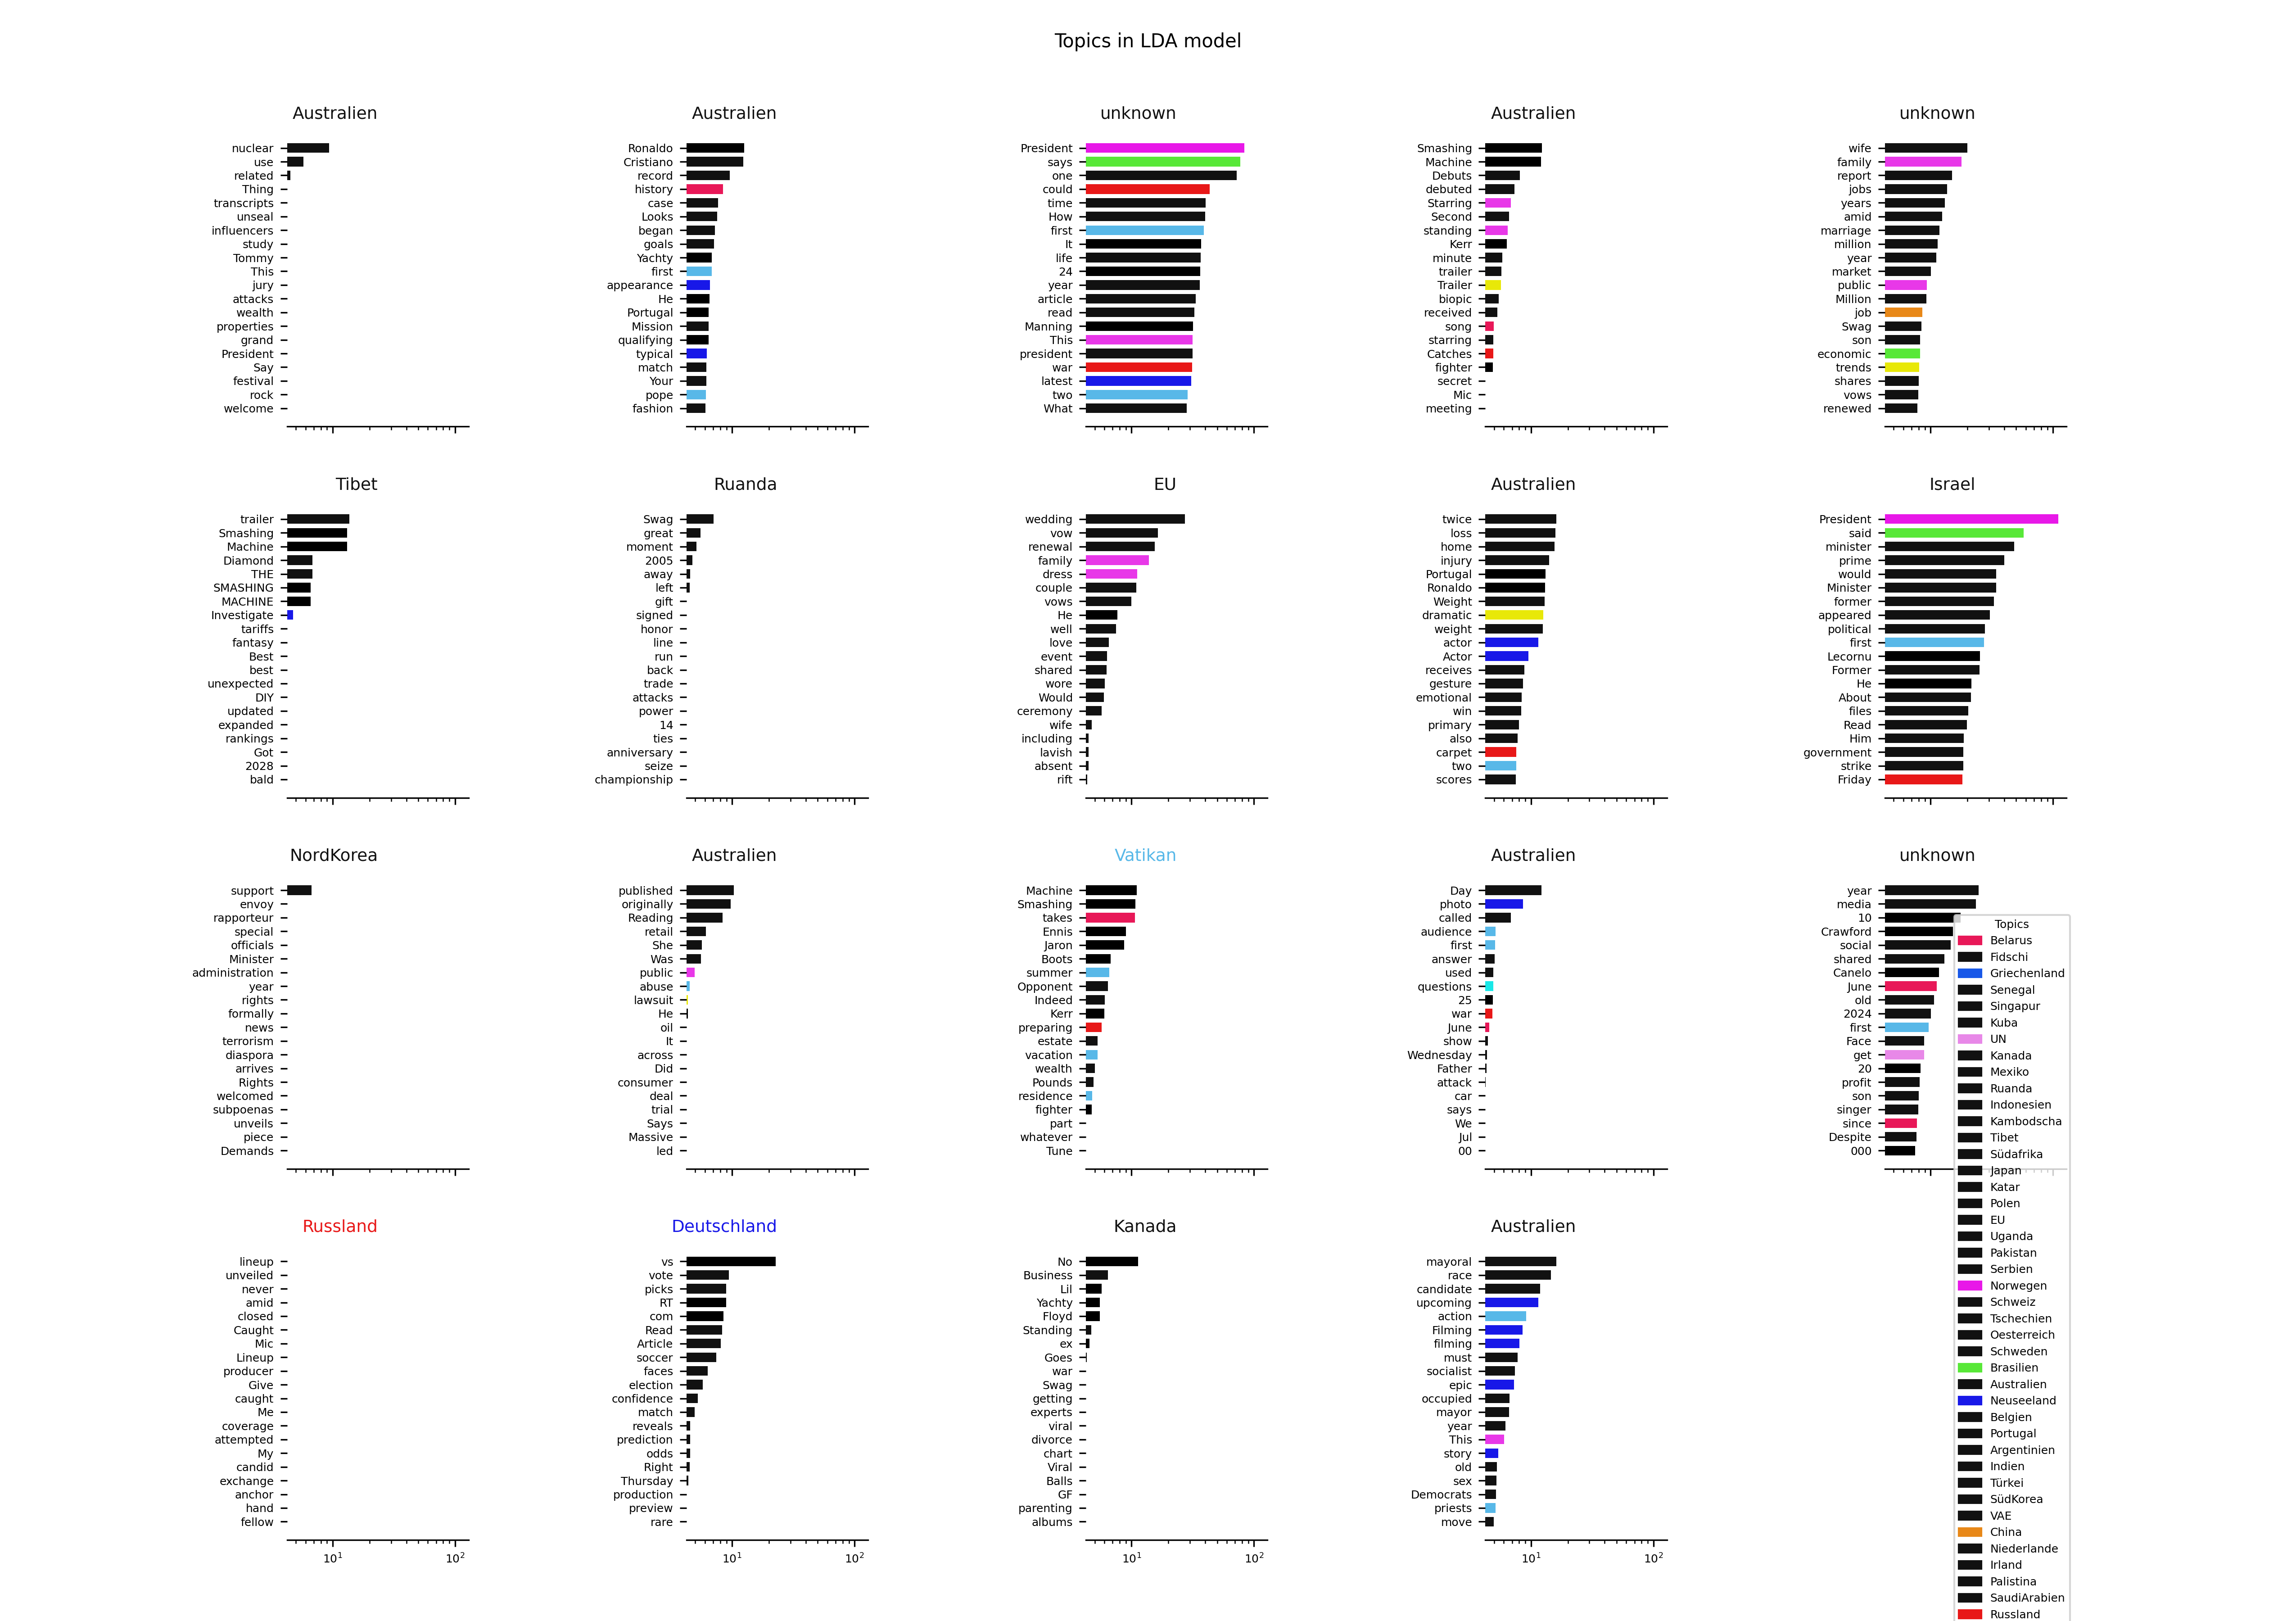 Topics in LDA model
Australien
nuclear
use
related
Thing
transcripts
unseal
influencers
study
Tommy
This
jury
attacks
wealth
properties
grand
President
Say
festival
rock
welcome
Australien
Ronaldo
Cristiano
record
history
case
Looks
began
goals
Yachty
first
appearance
He
Portugal
Mission
qualifying
typical
match
Your
pope
fashion
unknown
President
says
one
could
time
How
first
It
life
24
year
article
read
Manning
This
president
war
latest
two
What
Australien
Smashing
Machine
Debuts
debuted
Starring
Second
standing
Kerr
minute
trailer
Trailer
biopic
received
song
starring
Catches
fighter
secret
Mic
meeting
unknown
wife
family
report
jobs
years
amid
marriage
million
year
market
public
Million
job
Swag
son
economic
trends
shares
vows
renewed
Tibet
trailer
Smashing
Machine
Diamond
THE
SMASHING
MACHINE
Investigate
tariffs
fantasy
Best
best
unexpected
DIY
updated
expanded
rankings
Got
2028
bald
Ruanda
Swag
great
moment
2005
away
left
gift
signed
honor
line
run
back
trade
attacks
power
14
ties
anniversary
seize
championship
EU
wedding
vow
renewal
family
dress
couple
vows
He
well
love
event
shared
wore
Would
ceremony
wife
including
lavish
absent
rift
Australien
twice
loss
home
injury
Portugal
Ronaldo
Weight
dramatic
weight
actor
Actor
receives
gesture
emotional
win
primary
also
carpet
two
scores
Israel
President
said
minister
prime
would
Minister
former
appeared
political
first
Lecornu
Former
He
About
files
Read
Him
government
strike
Friday
NordKorea
support
envoy
rapporteur
special
officials
Minister
administration
year
rights
formally
news
terrorism
diaspora
arrives
Rights
welcomed
subpoenas
unveils
piece
Demands
Australien
published
originally
Reading
retail
She
Was
public
abuse
lawsuit
He
oil
It
across
Did
consumer
deal
trial
Says
Massive
led
Vatikan
Machine
Smashing
takes
Ennis
Jaron
Boots
summer
Opponent
Indeed
Kerr
preparing
estate
vacation
wealth
Pounds
residence
fighter
part
whatever
Tune
Australien
Day
photo
called
audience
first
answer
used
questions
25
war
June
show
Wednesday
Father
attack
car
says
We
Jul
00
unknown
year
media
10
Crawford
social
shared
Canelo
June
old
2024
first
Face
get
20
profit
son
singer
since
Despite
000
Topics
Belarus
Fidschi
Griechenland
Senegal
Singapur
Kuba
UN
Kanada
Mexiko
Ruanda
Indonesien
Kambodscha
Tibet
Südafrika
Japan
Katar
Polen
EU
Uganda
Pakistan
Serbien
Norwegen
Schweiz
Tschechien
Oesterreich
Schweden
Brasilien
Australien
Neuseeland
Belgien
Portugal
Argentinien
Indien
Türkei
SüdKorea
VAE
China
Niederlande
Irland
Palistina
SaudiArabien
Russland
Russland
lineup
unveiled
never
amid
closed
Caught
Mic
Lineup
producer
Give
caught
Me
coverage
attempted
My
candid
exchange
anchor
hand
fellow
10¹ 10²
Deutschland
vs
vote
picks
RT
com
Read
Article
soccer
faces
election
confidence
match
reveals
prediction
odds
Right
Thursday
production
preview
rare
10¹ 10²
Kanada
No
Business
Lil
Yachty
Floyd
Standing
ex
Goes
war
Swag
getting
experts
viral
divorce
chart
Viral
Balls
GF
parenting
albums
10¹ 10²
Australien
mayoral
race
candidate
upcoming
action
Filming
filming
must
socialist
epic
occupied
mayor
year
This
story
old
sex
Democrats
priests
move
10¹ 10²